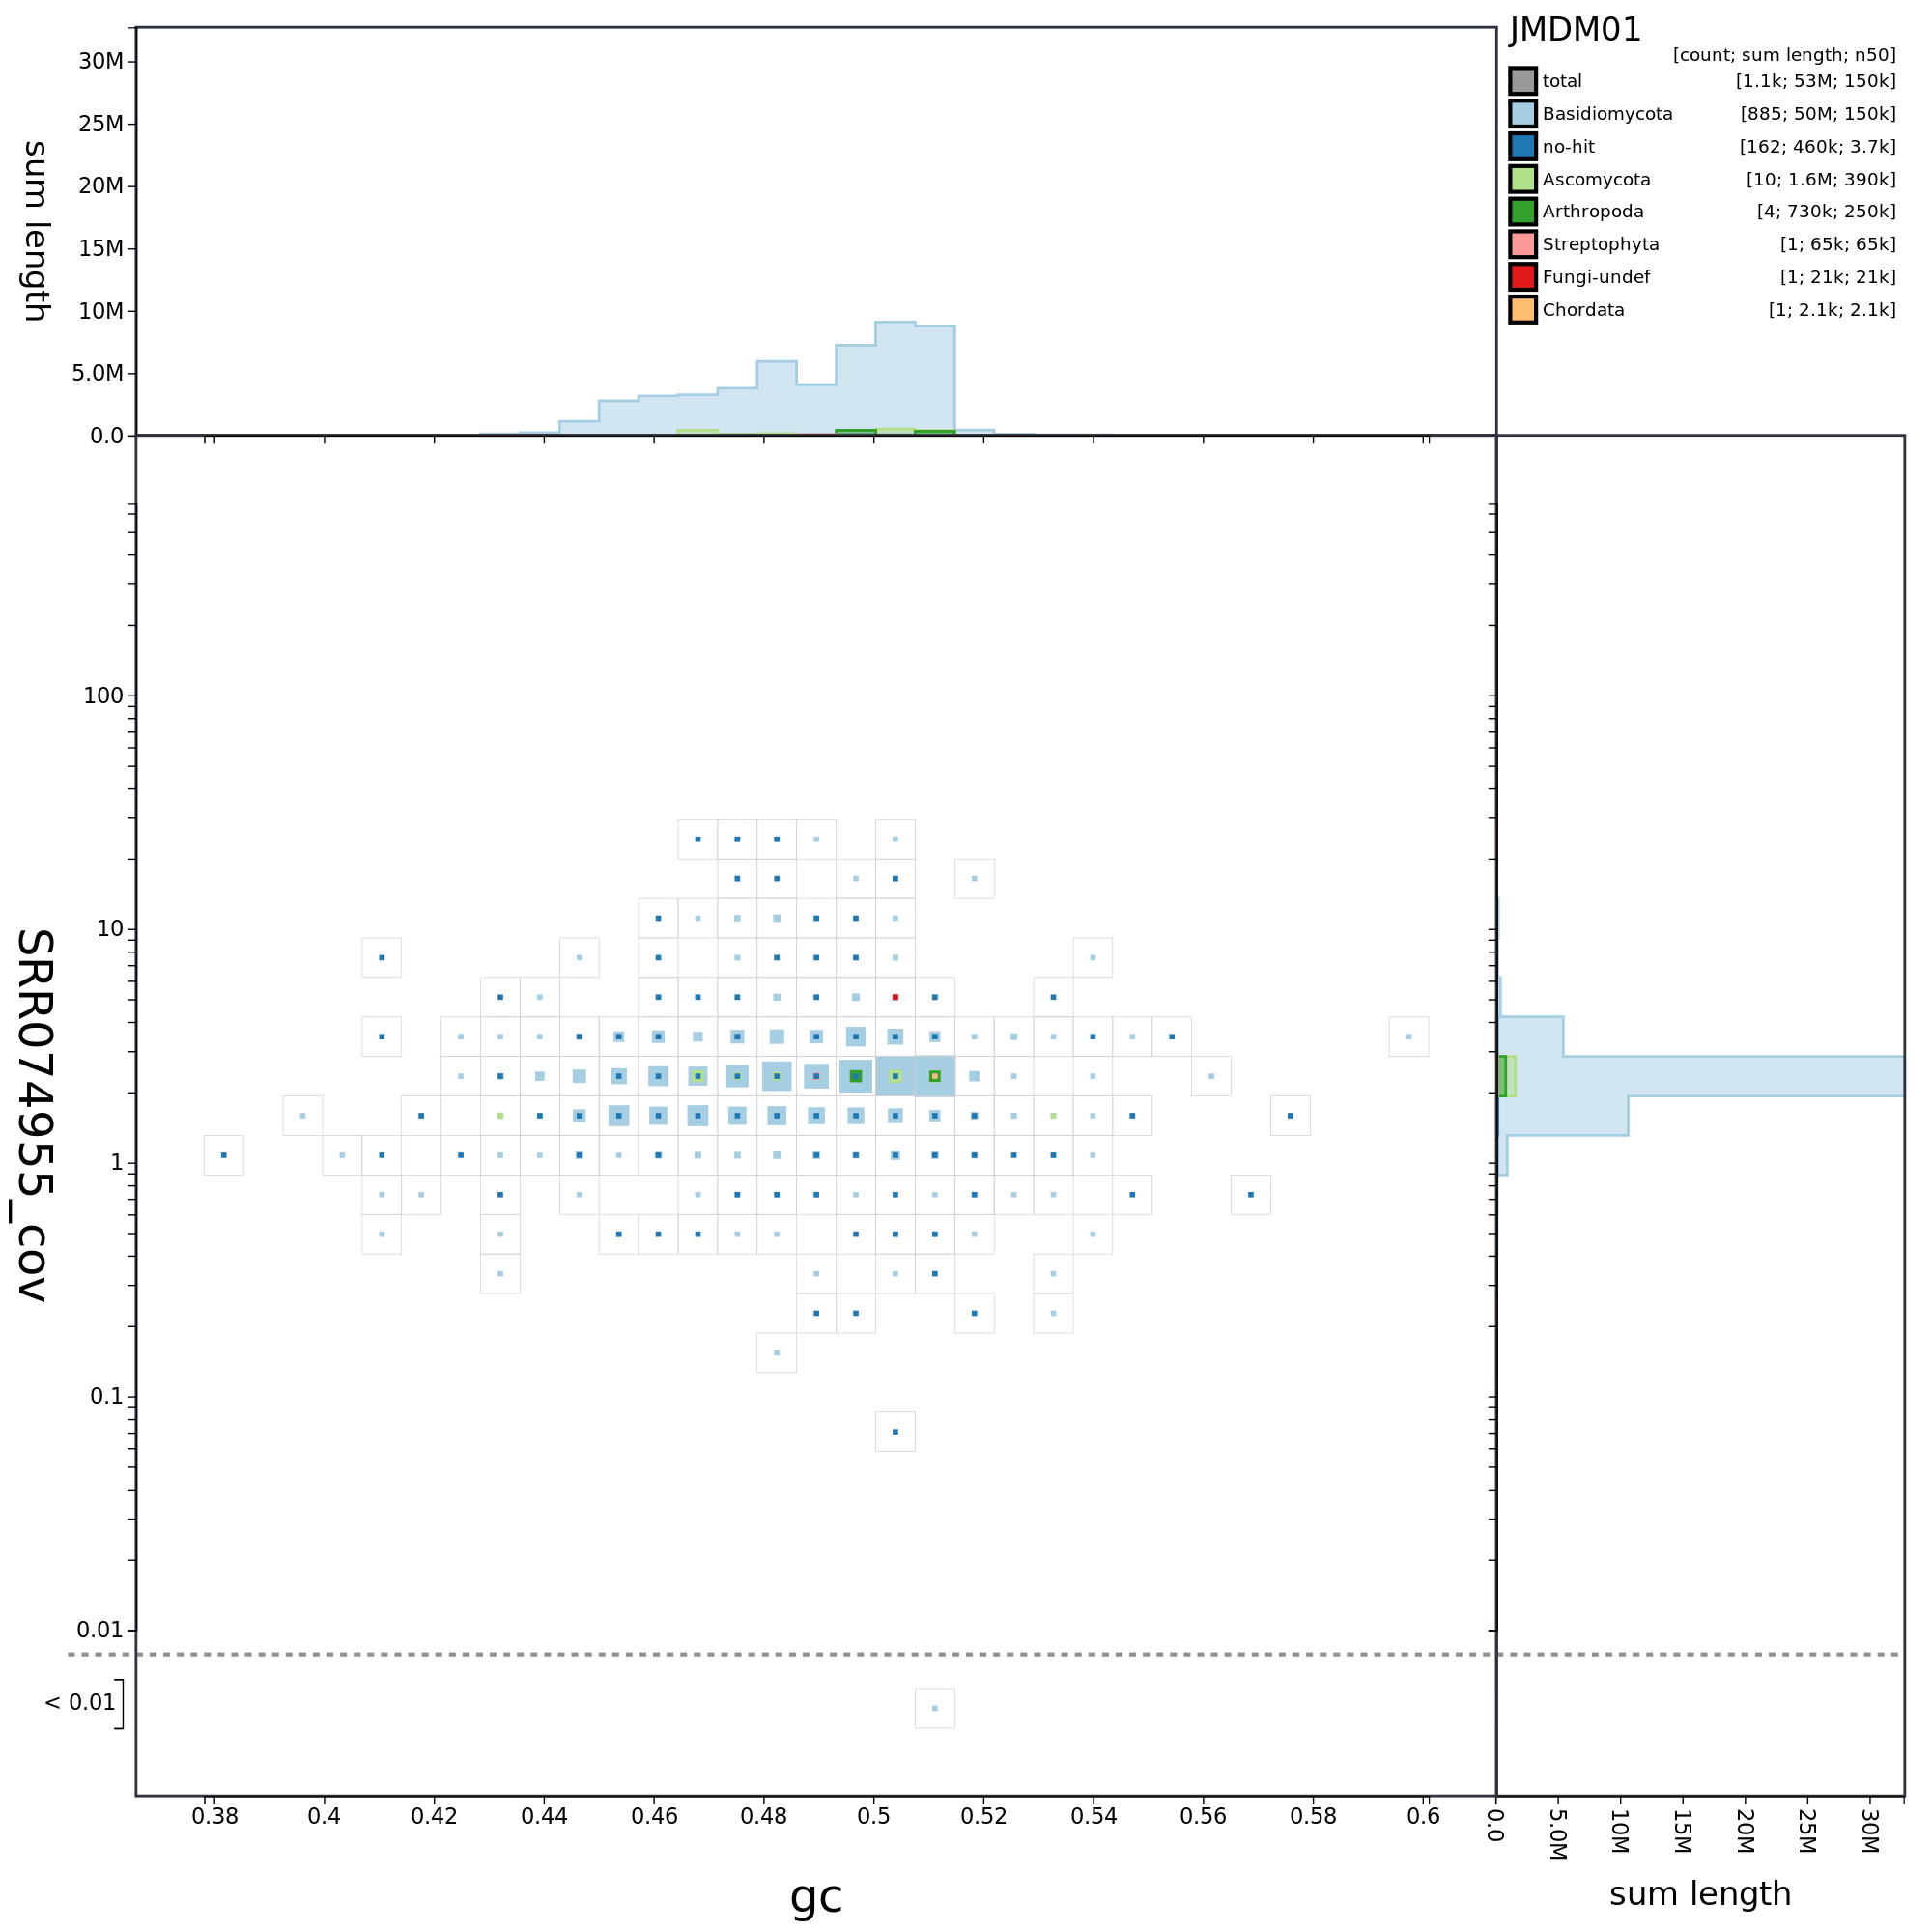 JMDM01
[count; sum length; n50]
total [1.1k; 53M; 150k]
Basidiomycota [885; 50M; 150k]
no-hit [162; 460k; 3.7k]
Ascomycota [10; 1.6M; 390k]
Arthropoda [4; 730k; 250k]
Streptophyta [1; 65k; 65k]
Fungi-undef [1; 21k; 21k]
Chordata [1; 2.1k; 2.1k]
sum length
30M
25M
20M
15M
10M
5.0M
0.0
SRR074955_cov
100
10
1
0.1
0.01
< 0.01
0.38 0.4 0.42 0.44 0.46 0.48 0.5 0.52 0.54 0.56 0.58 0.6
gc
0.0 5.0M 10M 15M 20M 25M 30M
sum length